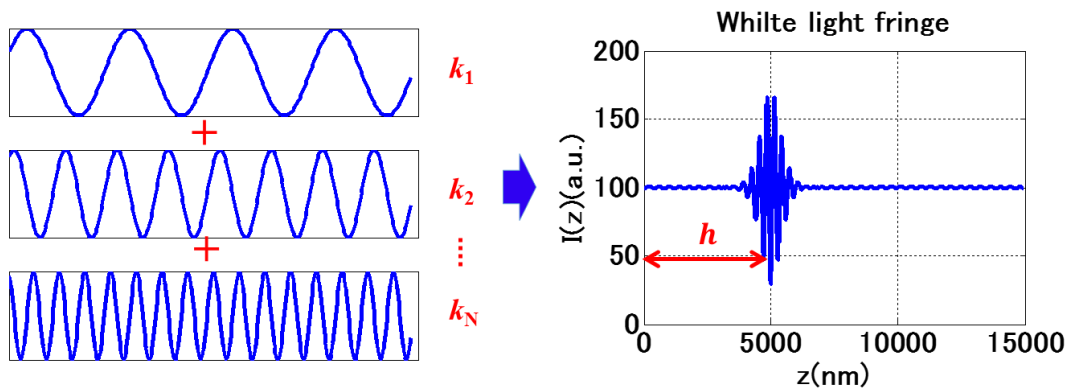 k1
+
k2
+
⋮
kN
Whilte light fringe
I(z)(a.u.)
200
150
100
50
0
h
0 5000 10000 15000
z(nm)